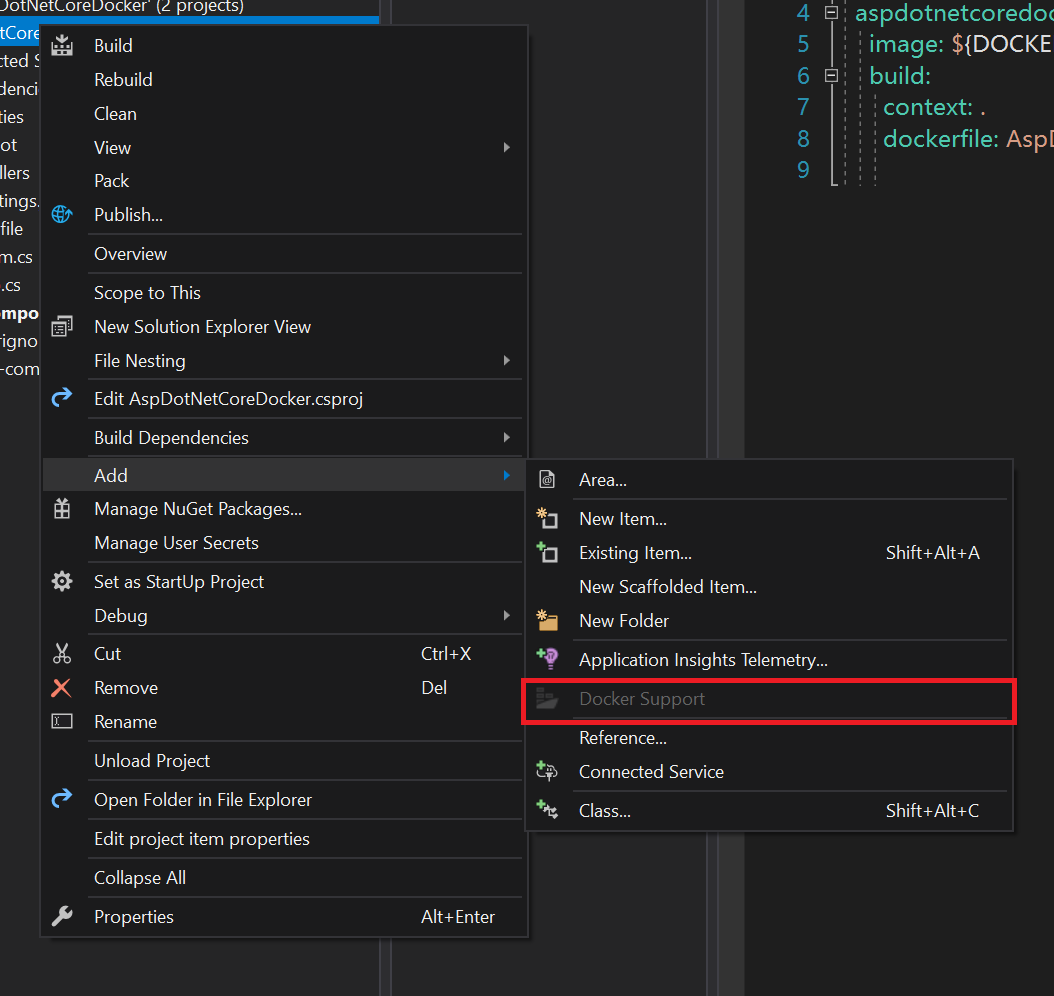 DotNetCoreDocker' (2 projects)
tCore
cted S
denci
ties
ot
llers
tings.
file
m.cs
.cs
ompo
rigno
-com
Build
Rebuild
Clean
View
Pack
Publish...
Overview
Scope to This
New Solution Explorer View
File Nesting
Edit AspDotNetCoreDocker.csproj
Build Dependencies
Add
Manage NuGet Packages...
Manage User Secrets
Set as StartUp Project
Debug
Cut Ctrl+X
Remove Del
Rename
Unload Project
Open Folder in File Explorer
Edit project item properties
Collapse All
Properties Alt+Enter
Area...
New Item...
Existing Item... Shift+Alt+A
New Scaffolded Item...
New Folder
Application Insights Telemetry...
Docker Support
Reference...
Connected Service
Class... Shift+Alt+C
4 aspdotnetcoredoc
5 image: ${DOCKE
6 build:
7 context: .
8 dockerfile: AspD
9